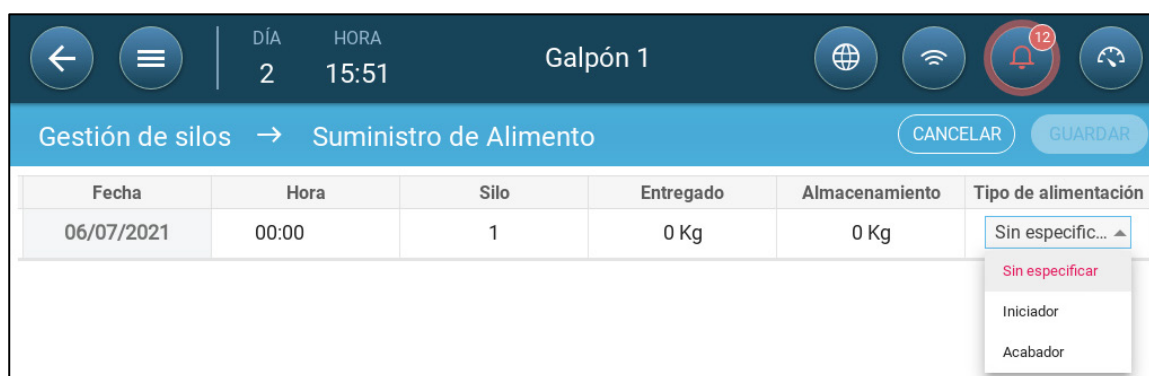 DÍA HORA
2 15:51 Galpón 1 12
Gestión de silos → Suministro de Alimento CANCELAR GUARDAR
Fecha Hora Silo Entregado Almacenamiento Tipo de alimentación
06/07/2021 00:00 1 0 Kg 0 Kg Sin especific...
Sin especificar
Iniciador
Acabador